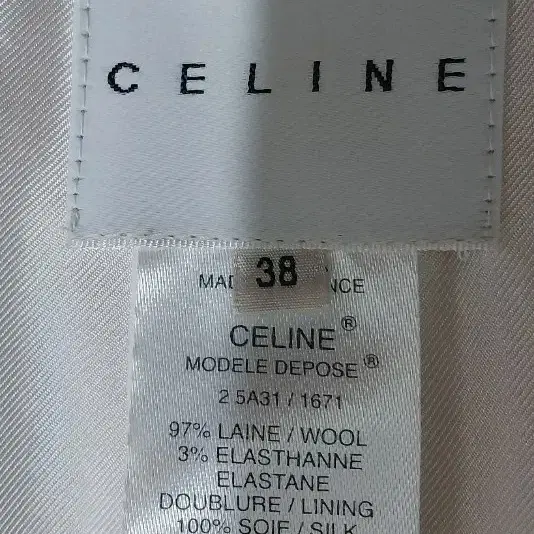 CELINE
38
MAD NCE
CELINE®
MODELE DEPOSE®
2 5A31 / 1671
97% LAINE / WOOL
3% ELASTHANNE
ELASTANE
DOUBLURE / LINING
100% SOIE / SILK